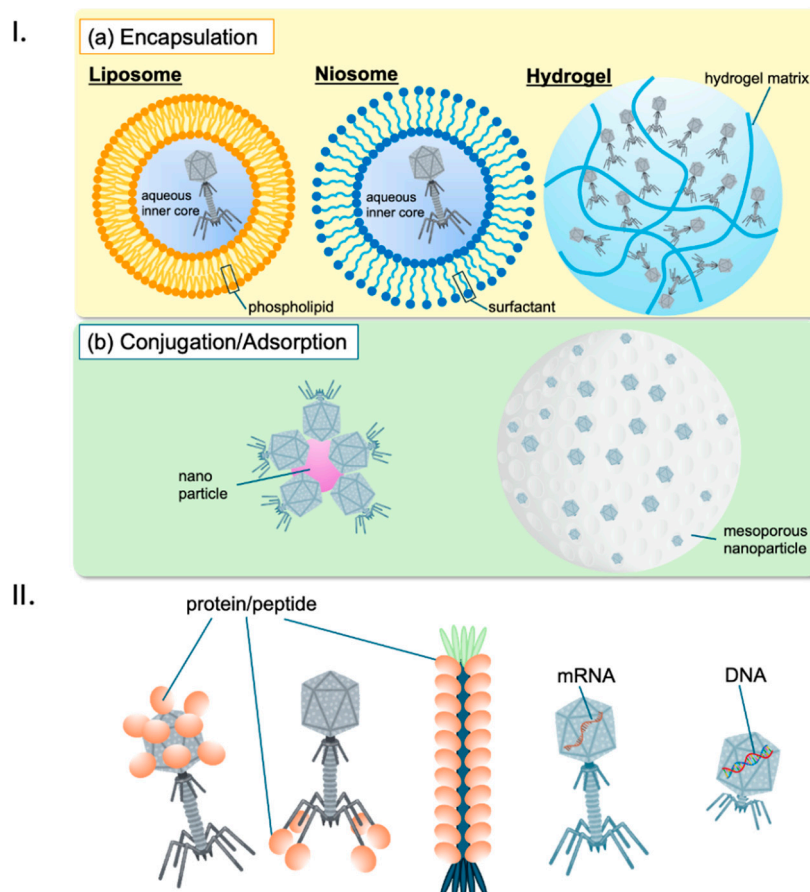 I.
(a) Encapsulation
Liposome
Niosome
Hydrogel
hydrogel matrix
aqueous
inner core
aqueous
inner core
phospholipid
surfactant
(b) Conjugation/Adsorption
nano
particle
mesoporous
nanoparticle
II.
protein/peptide
mRNA
DNA